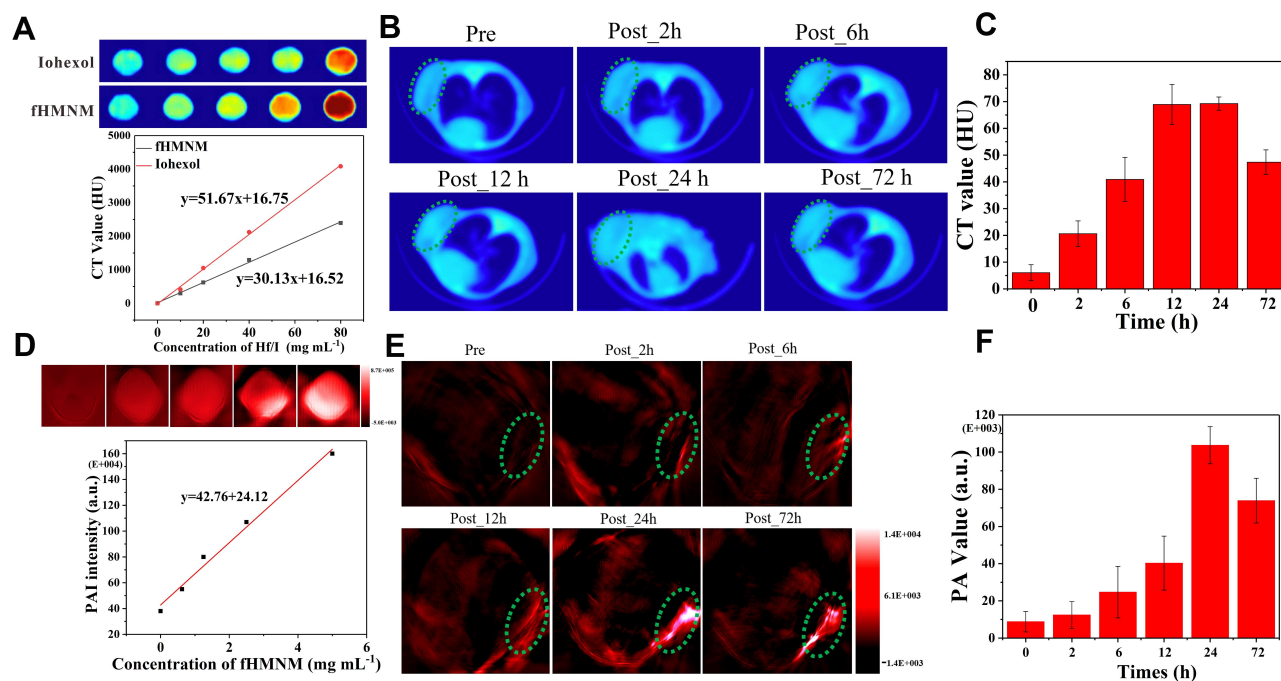 A
Iohexol
fHMNM
5000
4000
3000
2000
1000
0
CT Value (HU)
fHMNM
Iohexol
y=51.67x+16.75
y=30.13x+16.52
0 20 40 60 80
Concentration of Hf/I (mg mL⁻¹)
B
Pre Post_2h Post_6h
Post_12 h Post_24 h Post_72 h
C
80
70
60
50
40
30
20
10
0
CT value (HU)
0 2 6 12 24 72
Time (h)
D
8.7E+005
-5.0E+003
160
(E+004)
140
120
100
80
60
40
20
PAI intensity (a.u.)
y=42.76+24.12
0 2 4 6
Concentration of fHMNM (mg mL⁻¹)
E
Pre Post_2h Post_6h
Post_12h Post_24h Post_72h
1.4E+004
6.1E+003
-1.4E+003
F
120
(E+003)
100
80
60
40
20
0
PA Value (a.u.)
0 2 6 12 24 72
Times (h)